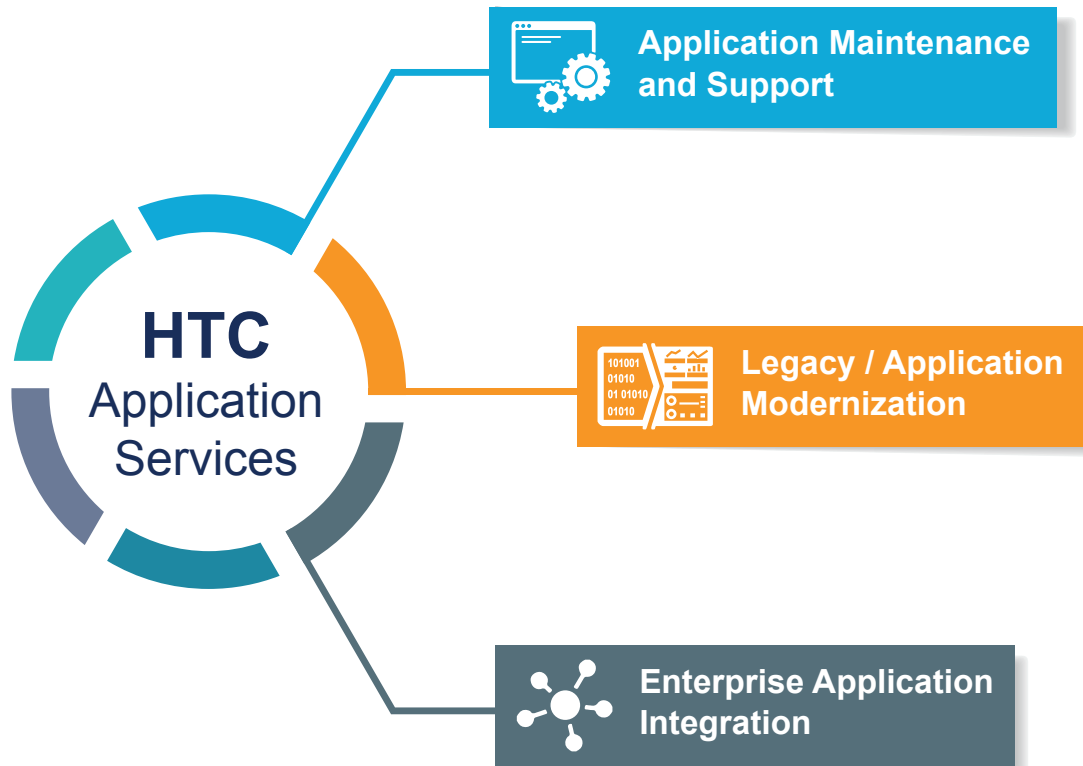 Application Maintenance
and Support
HTC
Application
Services
101001
01010
01 01010
01010
Legacy / Application
Modernization
Enterprise Application
Integration